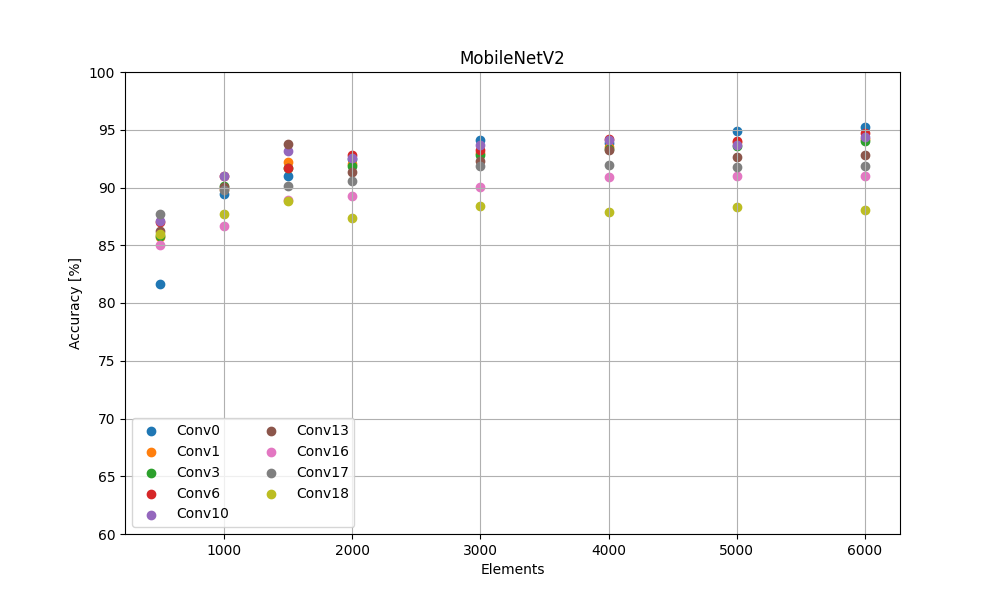 MobileNetV2
100
95
90
85
80
75
70
65
60
Accuracy [%]
Conv0
Conv1
Conv3
Conv6
Conv10
Conv13
Conv16
Conv17
Conv18
1000 2000 3000 4000 5000 6000
Elements